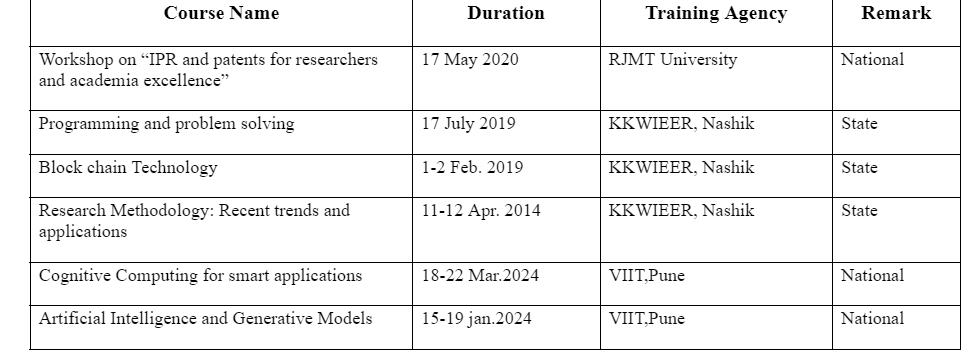 Course Name Duration Training Agency Remark
Workshop on “IPR and patents for researchers and academia excellence” 17 May 2020 RJMT University National
Programming and problem solving 17 July 2019 KKWIEER, Nashik State
Block chain Technology 1-2 Feb. 2019 KKWIEER, Nashik State
Research Methodology: Recent trends and applications 11-12 Apr. 2014 KKWIEER, Nashik State
Cognitive Computing for smart applications 18-22 Mar.2024 VIIT,Pune National
Artificial Intelligence and Generative Models 15-19 jan.2024 VIIT,Pune National